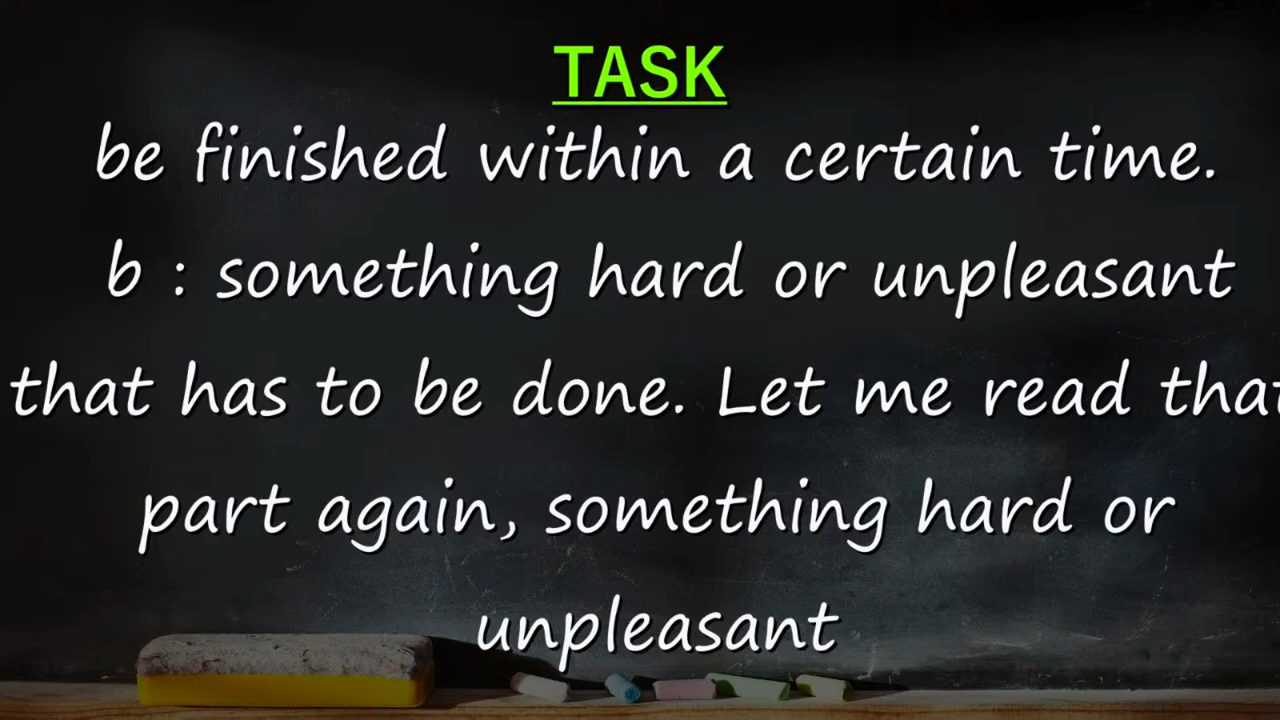 TASK
be finished within a certain time.
b : something hard or unpleasant
that has to be done. Let me read that
part again, something hard or
unpleasant